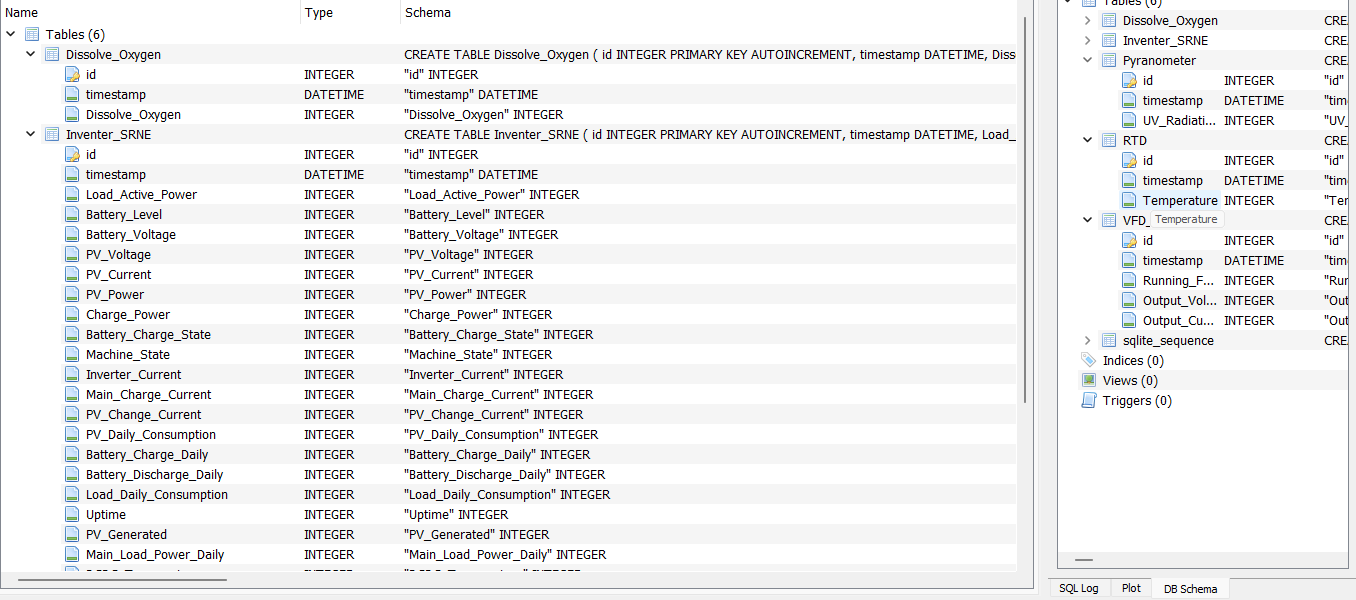 Name Type Schema
Tables (6)
Dissolve_Oxygen CREATE TABLE Dissolve_Oxygen ( id INTEGER PRIMARY KEY AUTOINCREMENT, timestamp DATETIME, Diss
id INTEGER "id" INTEGER
timestamp DATETIME "timestamp" DATETIME
Dissolve_Oxygen INTEGER "Dissolve_Oxygen" INTEGER
Inventer_SRNE CREATE TABLE Inventer_SRNE ( id INTEGER PRIMARY KEY AUTOINCREMENT, timestamp DATETIME, Load_
id INTEGER "id" INTEGER
timestamp DATETIME "timestamp" DATETIME
Load_Active_Power INTEGER "Load_Active_Power" INTEGER
Battery_Level INTEGER "Battery_Level" INTEGER
Battery_Voltage INTEGER "Battery_Voltage" INTEGER
PV_Voltage INTEGER "PV_Voltage" INTEGER
PV_Current INTEGER "PV_Current" INTEGER
PV_Power INTEGER "PV_Power" INTEGER
Charge_Power INTEGER "Charge_Power" INTEGER
Battery_Charge_State INTEGER "Battery_Charge_State" INTEGER
Machine_State INTEGER "Machine_State" INTEGER
Inverter_Current INTEGER "Inverter_Current" INTEGER
Main_Charge_Current INTEGER "Main_Charge_Current" INTEGER
PV_Change_Current INTEGER "PV_Change_Current" INTEGER
PV_Daily_Consumption INTEGER "PV_Daily_Consumption" INTEGER
Battery_Charge_Daily INTEGER "Battery_Charge_Daily" INTEGER
Battery_Discharge_Daily INTEGER "Battery_Discharge_Daily" INTEGER
Load_Daily_Consumption INTEGER "Load_Daily_Consumption" INTEGER
Uptime INTEGER "Uptime" INTEGER
PV_Generated INTEGER "PV_Generated" INTEGER
Main_Load_Power_Daily INTEGER "Main_Load_Power_Daily" INTEGER
Tables (6)
Dissolve_Oxygen CRE
Inventer_SRNE CRE
Pyranometer CRE
id INTEGER "id"
timestamp DATETIME "tim
UV_Radiati... INTEGER "UV_
RTD CRE
id INTEGER "id"
timestamp DATETIME "tim
Temperature INTEGER "Ter
VFD_ Temperature CRE
id INTEGER "id"
timestamp DATETIME "tim
Running_F... INTEGER "Rur
Output_Vol... INTEGER "Out
Output_Cu... INTEGER "Out
sqlite_sequence CRE
Indices (0)
Views (0)
Triggers (0)
SQL Log Plot DB Schema